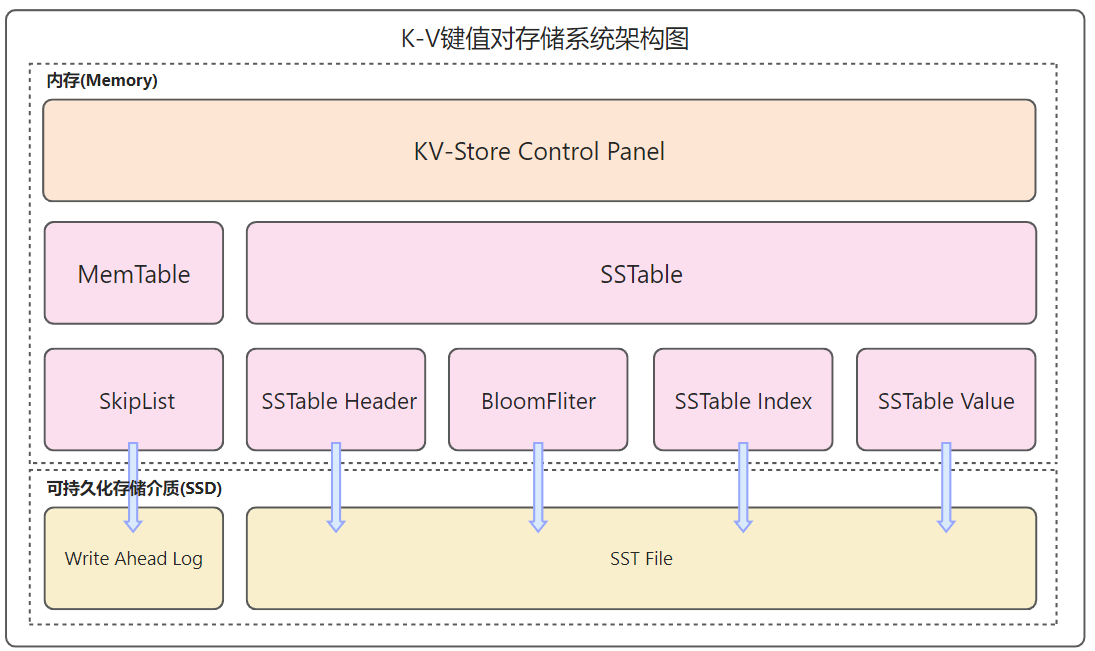 K-V键值对存储系统架构图
内存(Memory)
KV-Store Control Panel
MemTable
SSTable
SkipList
SSTable Header
BloomFliter
SSTable Index
SSTable Value
可持久化存储介质(SSD)
Write Ahead Log
SST File